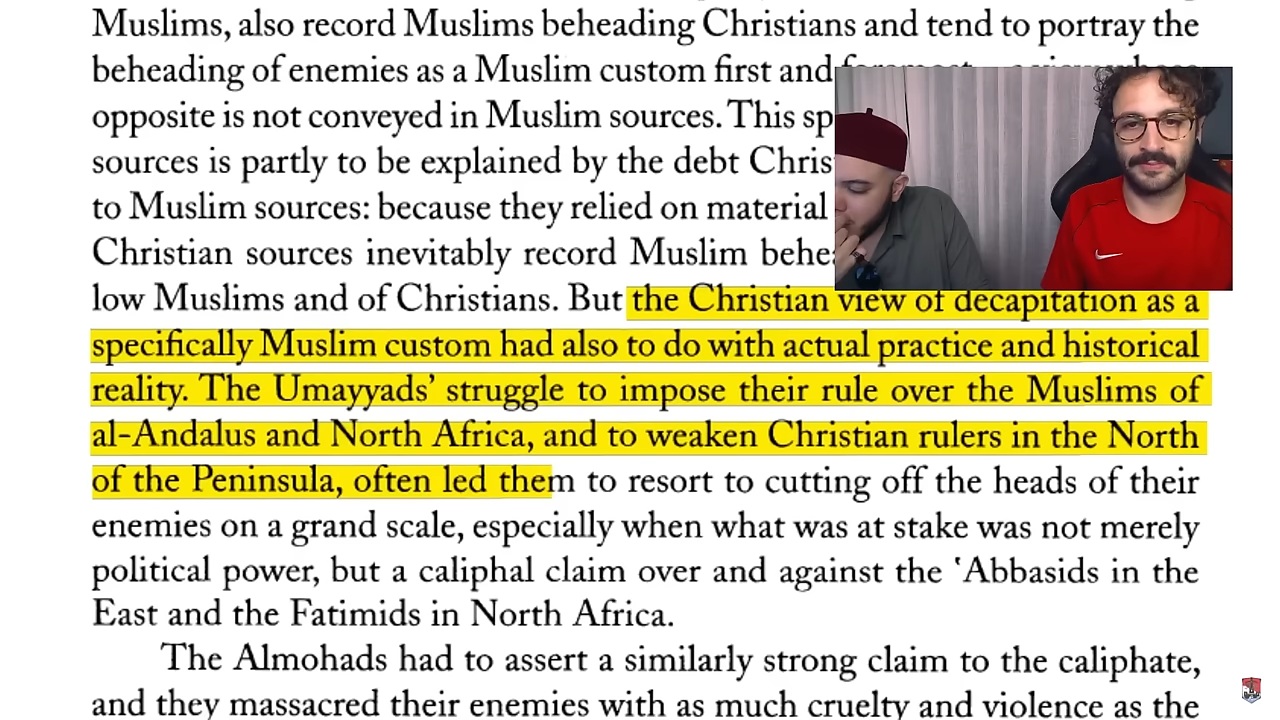 Muslims, also record Muslims beheading Christians and tend to portray the
beheading of enemies as a Muslim custom first and foremost – a view whose
opposite is not conveyed in Muslim sources. This sp
sources is partly to be explained by the debt Chris
to Muslim sources: because they relied on material
Christian sources inevitably record Muslim behe
low Muslims and of Christians. But the Christian view of decapitation as a
specifically Muslim custom had also to do with actual practice and historical
reality. The Umayyads’ struggle to impose their rule over the Muslims of
al-Andalus and North Africa, and to weaken Christian rulers in the North
of the Peninsula, often led them to resort to cutting off the heads of their
enemies on a grand scale, especially when what was at stake was not merely
political power, but a caliphal claim over and against the ʿAbbasids in the
East and the Fatimids in North Africa.
The Almohads had to assert a similarly strong claim to the caliphate,
and they massacred their enemies with as much cruelty and violence as the